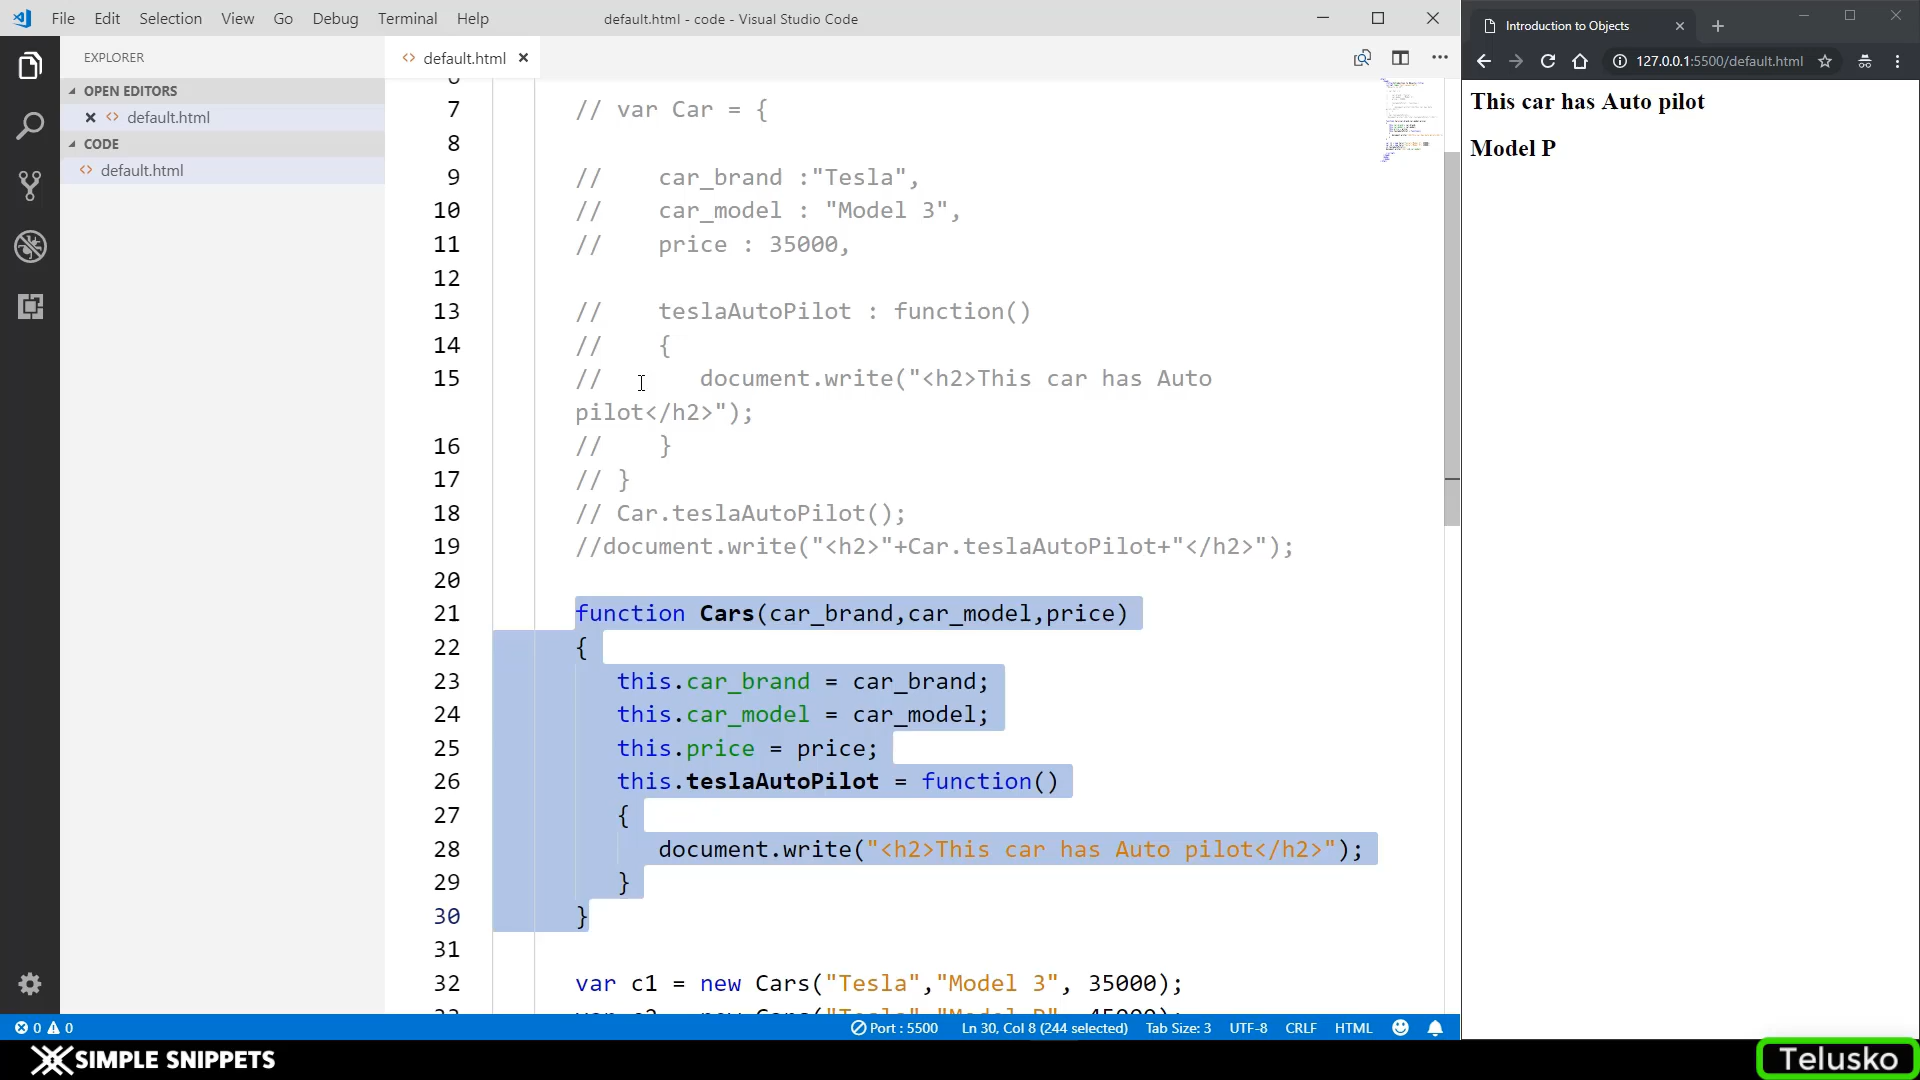 File Edit Selection View Go Debug Terminal Help default.html - code - Visual Studio Code
Introduction to Objects
127.0.0.1:5500/default.html
EXPLORER
OPEN EDITORS
default.html
CODE
default.html
default.html
7 // var Car = {
8
9 // car_brand :"Tesla",
10 // car_model : "Model 3",
11 // price : 35000,
12
13 // teslaAutoPilot : function()
14 // {
15 // document.write("<h2>This car has Auto
pilot</h2>");
16 // }
17 // }
18 // Car.teslaAutoPilot();
19 //document.write("<h2>"+Car.teslaAutoPilot+"</h2>");
20
21 function Cars(car_brand,car_model,price)
22 {
23 this.car_brand = car_brand;
24 this.car_model = car_model;
25 this.price = price;
26 this.teslaAutoPilot = function()
27 {
28 document.write("<h2>This car has Auto pilot</h2>");
29 }
30 }
31
32 var c1 = new Cars("Tesla","Model 3", 35000);
This car has Auto pilot
Model P
0 0 Port : 5500 Ln 30, Col 8 (244 selected) Tab Size: 3 UTF-8 CRLF HTML
SIMPLE SNIPPETS
Telusko